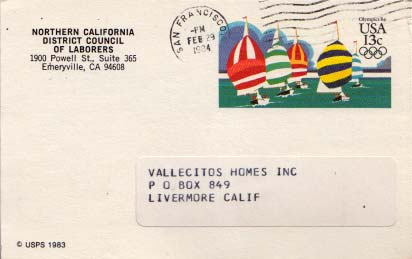 NORTHERN CALIFORNIA
DISTRICT COUNCIL
OF LABORERS
1900 Powell St., Suite 365
Emeryville, CA 94608
SAN FRANCISCO
-PM
FEB 29
1984
Olympics 84
USA
13c
VALLECITOS HOMES INC
P O BOX 849
LIVERMORE CALIF
© USPS 1983